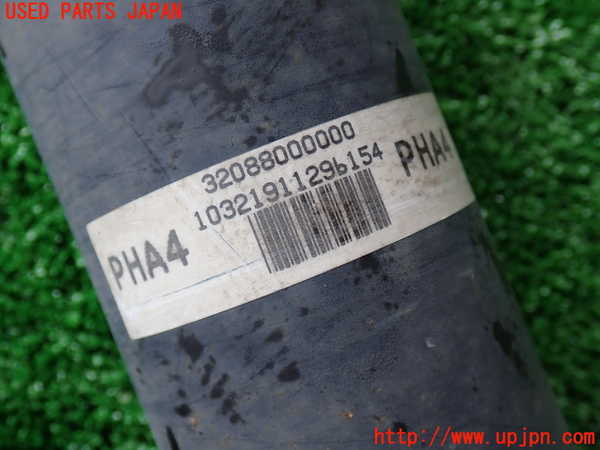 USED PARTS JAPAN
32088000000
1032191129b154
PHA4
PHA4
http://www.upjpn.com/